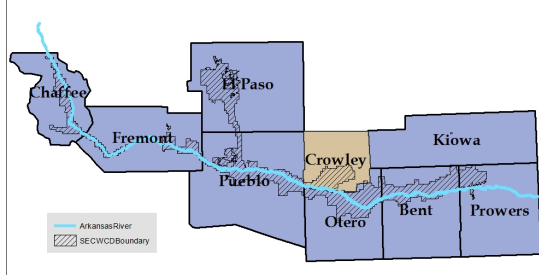 Chaffee
El Paso
Fremont
Kiowa
Crowley
Pueblo
Otero
Bent
Prowers
ArkansasRiver
SECWCDBoundary